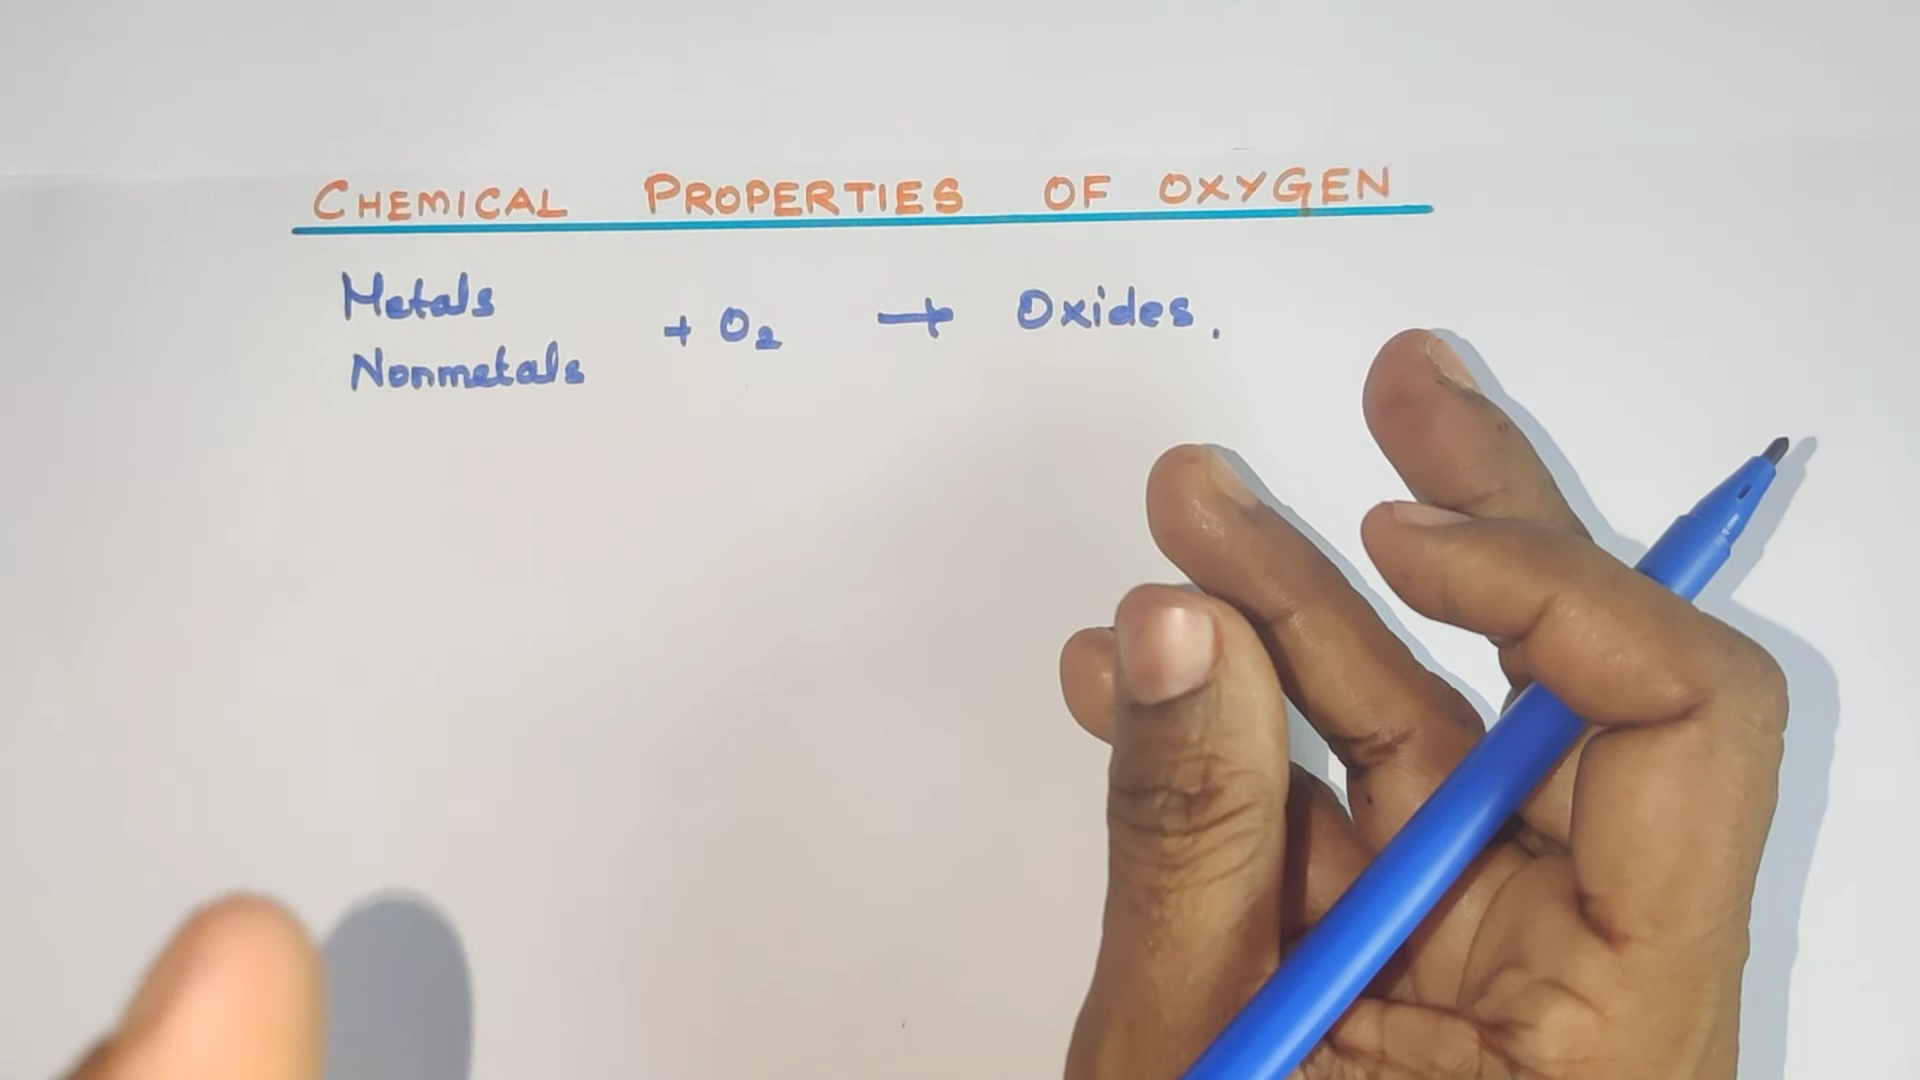 CHEMICAL PROPERTIES OF OXYGEN
Metals
+ O₂ → Oxides.
Nonmetals